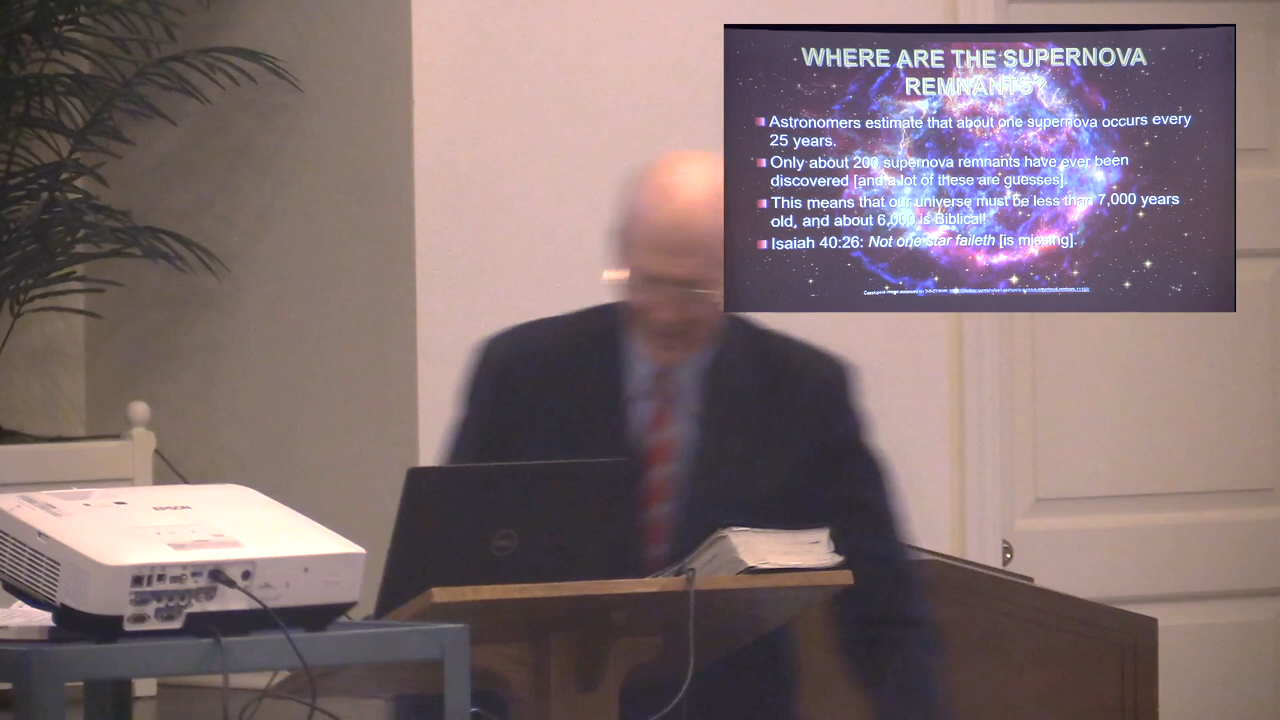 WHERE ARE THE SUPERNOVA
REMNANTS?
Astronomers estimate that about one supernova occurs every
25 years.
Only about 200 supernova remnants have ever been
discovered [and a lot of these are guesses].
This means that our universe must be less than 7,000 years
old, and about 6,000 is Biblical!
Isaiah 40:26: Not one star faileth [is missing].
EPSON
DELL